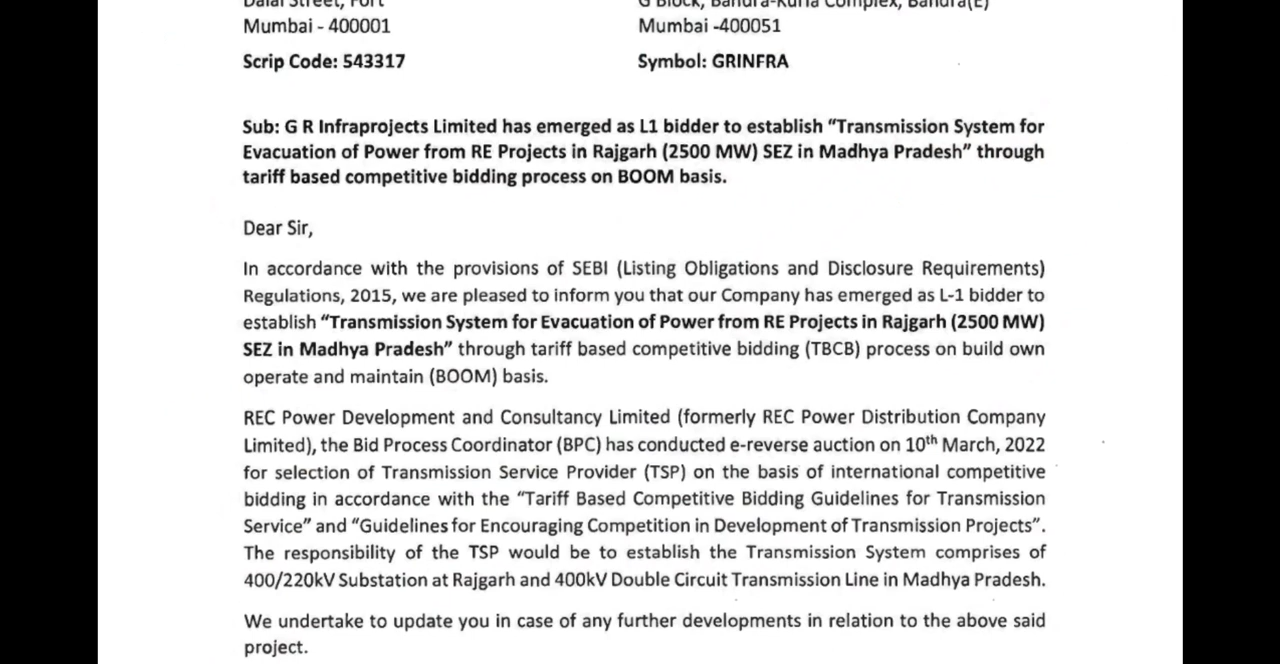 Dalal Street, Fort
G Block, Bandra-Kurla Complex, Bandra(E)
Mumbai - 400001
Mumbai -400051
Scrip Code: 543317
Symbol: GRINFRA
Sub: G R Infraprojects Limited has emerged as L1 bidder to establish “Transmission System for
Evacuation of Power from RE Projects in Rajgarh (2500 MW) SEZ in Madhya Pradesh” through
tariff based competitive bidding process on BOOM basis.
Dear Sir,
In accordance with the provisions of SEBI (Listing Obligations and Disclosure Requirements)
Regulations, 2015, we are pleased to inform you that our Company has emerged as L-1 bidder to
establish “Transmission System for Evacuation of Power from RE Projects in Rajgarh (2500 MW)
SEZ in Madhya Pradesh” through tariff based competitive bidding (TBCB) process on build own
operate and maintain (BOOM) basis.
REC Power Development and Consultancy Limited (formerly REC Power Distribution Company
Limited), the Bid Process Coordinator (BPC) has conducted e-reverse auction on 10th March, 2022
for selection of Transmission Service Provider (TSP) on the basis of international competitive
bidding in accordance with the “Tariff Based Competitive Bidding Guidelines for Transmission
Service” and “Guidelines for Encouraging Competition in Development of Transmission Projects”.
The responsibility of the TSP would be to establish the Transmission System comprises of
400/220kV Substation at Rajgarh and 400kV Double Circuit Transmission Line in Madhya Pradesh.
We undertake to update you in case of any further developments in relation to the above said
project.